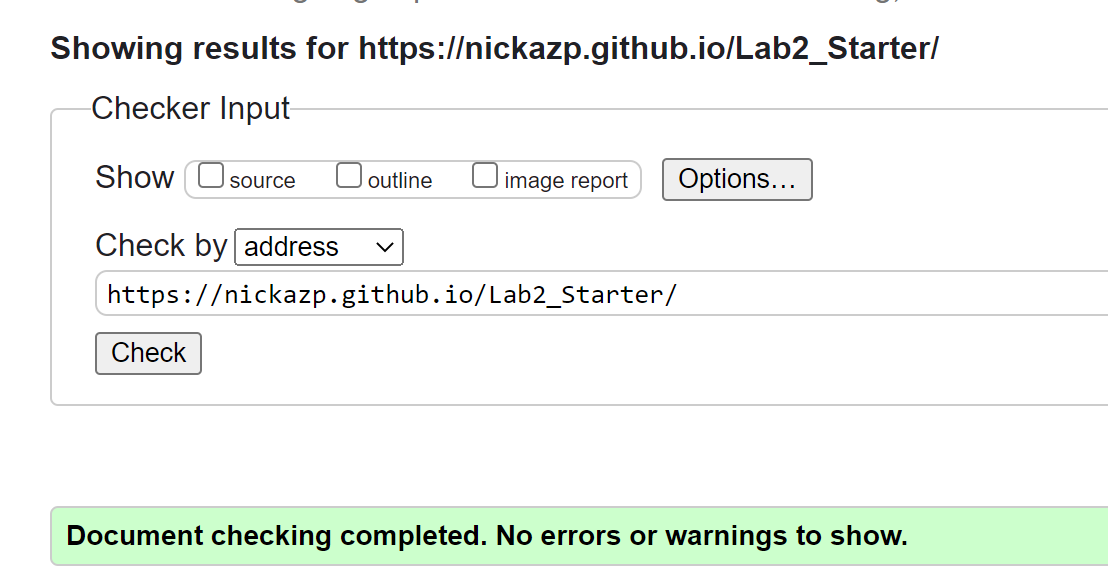 Showing results for https://nickazp.github.io/Lab2_Starter/
Checker Input
Show source outline image report Options...
Check by address
https://nickazp.github.io/Lab2_Starter/
Check
Document checking completed. No errors or warnings to show.